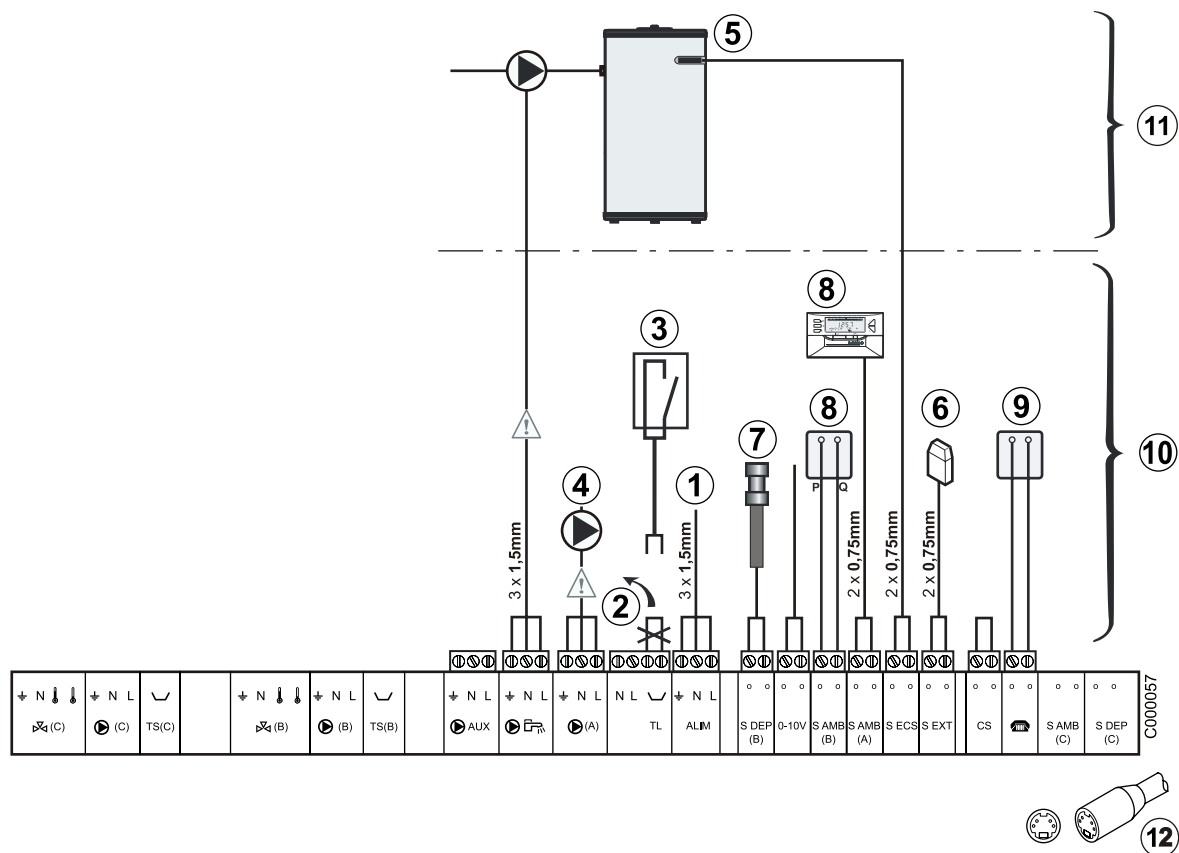 5
11
8
3
8
6
9
7
10
P Q
4
1
2
3 x 1,5mm
3 x 1,5mm
2 x 0,75mm
2 x 0,75mm
2 x 0,75mm
N
(C)
N L
(C)
TS(C)
N
(B)
N L
(B)
TS(B)
N L
AUX
N L
N L
(A)
N L
TL
N L
ALIM
S DEP
(B)
0-10V
S AMB
(B)
S AMB
(A)
S ECS
S EXT
CS
S AMB
(C)
S DEP
(C)
C000057
12